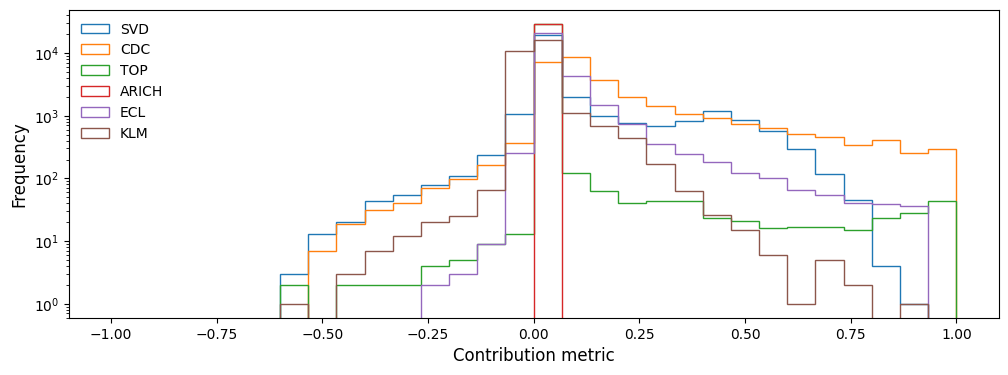 SVD
CDC
TOP
ARICH
ECL
KLM
Frequency
10⁴
10³
10²
10¹
10⁰
−1.00 −0.75 −0.50 −0.25 0.00 0.25 0.50 0.75 1.00
Contribution metric